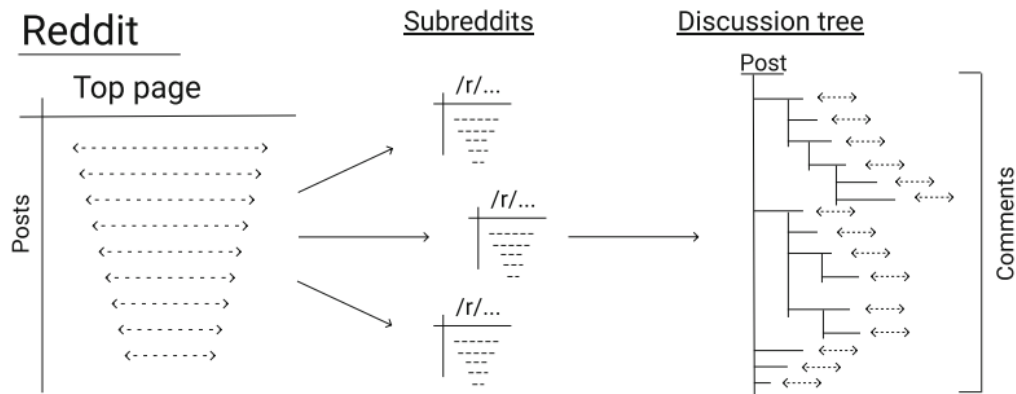 Reddit
Top page
Posts
Subreddits
/r/...
/r/...
/r/...
Discussion tree
Post
Comments